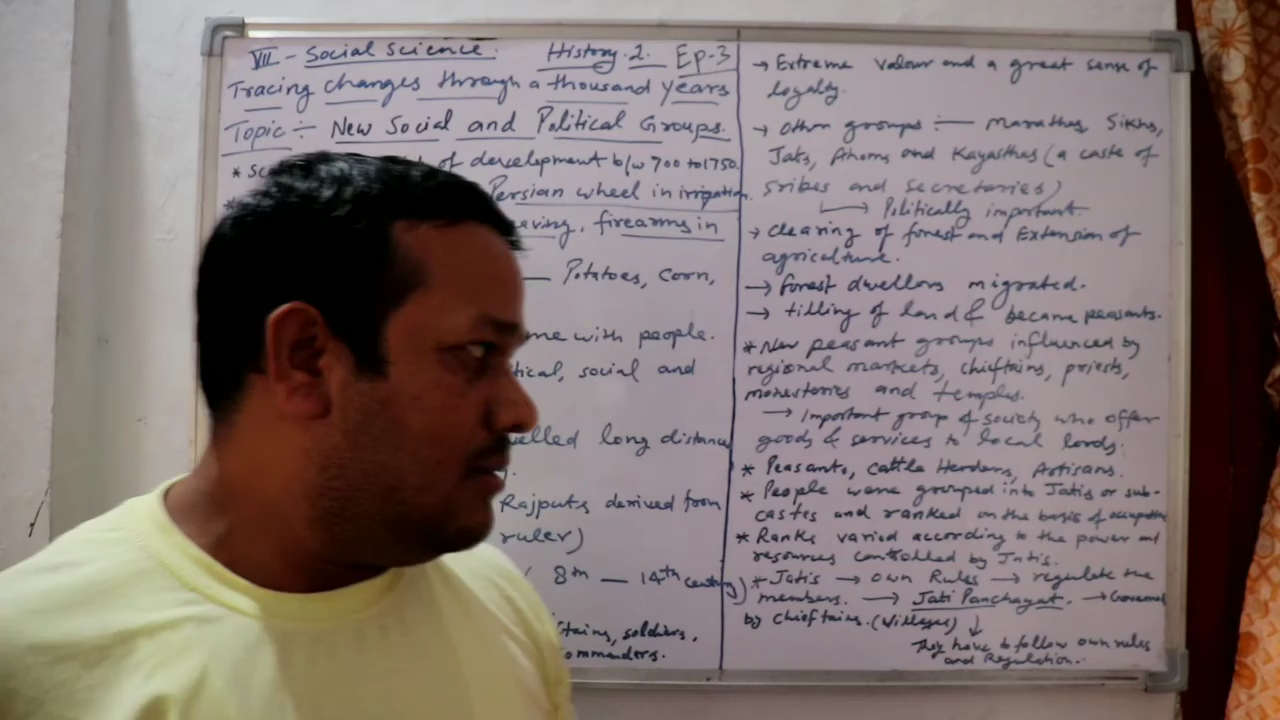 VII - Social Science. History.2. Ep-3
Tracing changes through a thousand years
Topic :- New Social and Political Groups.
of development b/w 700 to 1750.
Persian wheel in irrigation.
firearms in
Potatoes, Corn,
with people.
social and
long distance
Rajputs derived from
ruler)
8th — 14th century)
soldiers,
→ Extreme valour and a great sense of
loyalty.
→ Other groups :— Marathas, Sikhs,
Jats, Ahoms and Kayasthas (a caste of
sribes and secretaries)
→ Politically important.
→ clearing of forest and Extension of
agriculture.
→ forest dwellers migrated.
→ tilling of land & became peasants.
* New peasant groups influenced by
regional markets, chieftains, priests,
monasteries and temples.
→ Important group of society who offer
goods & services to local lords.
* Peasants, Cattle Herders, Artisans.
* People were grouped into Jatis or sub-
castes and ranked on the basis of occupation
* Ranks varied according to the power and
resources controlled by Jatis.
* Jatis → own Rules → regulate the
members. → Jati Panchayat. → Governed
by chieftains. (Villages) ↓
They have to follow own rules
and Regulation.